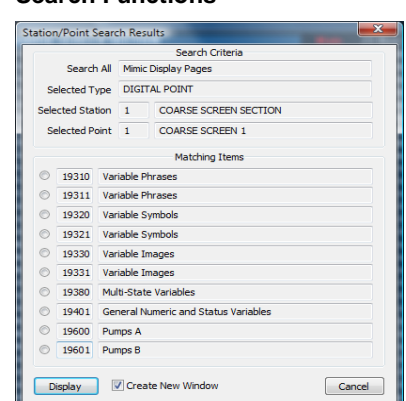 Search Functions
Station/Point Search Results
Search Criteria
Search All Mimic Display Pages
Selected Type DIGITAL POINT
Selected Station 1 COARSE SCREEN SECTION
Selected Point 1 COARSE SCREEN 1
Matching Items
19310 Variable Phrases
19311 Variable Phrases
19320 Variable Symbols
19321 Variable Symbols
19330 Variable Images
19331 Variable Images
19380 Multi-State Variables
19401 General Numeric and Status Variables
19600 Pumps A
19601 Pumps B
Display Create New Window Cancel